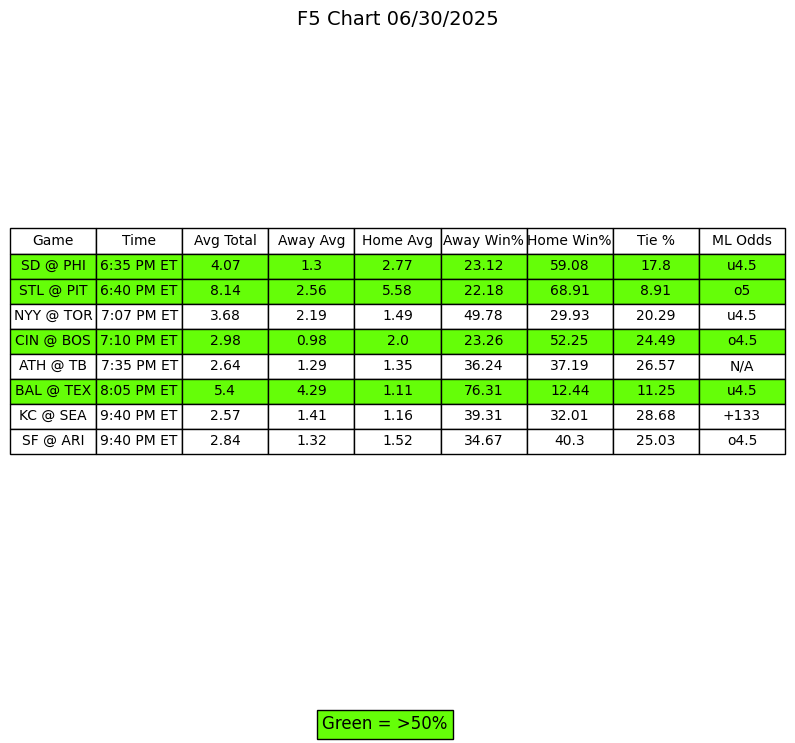 F5 Chart 06/30/2025
Game Time Avg Total Away Avg Home Avg Away Win% Home Win% Tie % ML Odds
SD @ PHI 6:35 PM ET 4.07 1.3 2.77 23.12 59.08 17.8 u4.5
STL @ PIT 6:40 PM ET 8.14 2.56 5.58 22.18 68.91 8.91 o5
NYY @ TOR 7:07 PM ET 3.68 2.19 1.49 49.78 29.93 20.29 u4.5
CIN @ BOS 7:10 PM ET 2.98 0.98 2.0 23.26 52.25 24.49 o4.5
ATH @ TB 7:35 PM ET 2.64 1.29 1.35 36.24 37.19 26.57 N/A
BAL @ TEX 8:05 PM ET 5.4 4.29 1.11 76.31 12.44 11.25 u4.5
KC @ SEA 9:40 PM ET 2.57 1.41 1.16 39.31 32.01 28.68 +133
SF @ ARI 9:40 PM ET 2.84 1.32 1.52 34.67 40.3 25.03 o4.5
Green = >50%